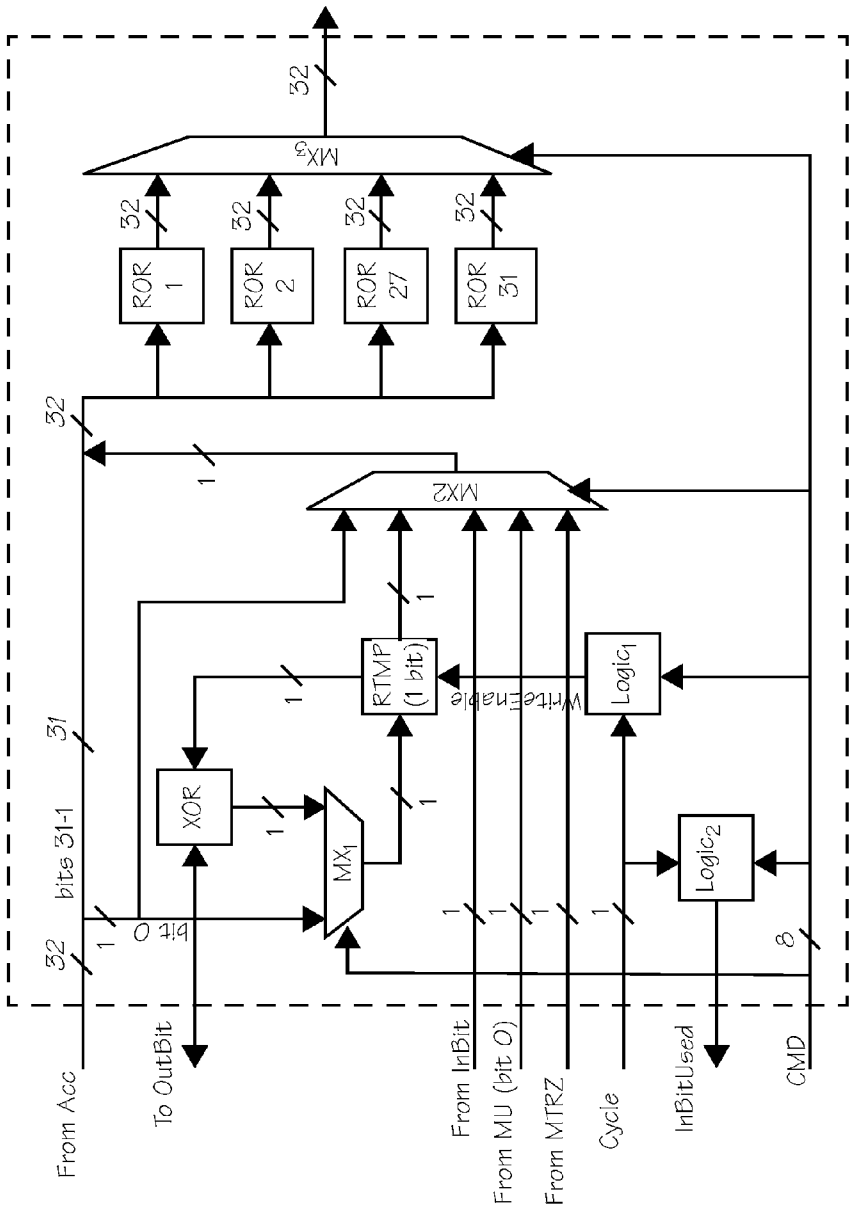 From Acc
32
1
bit 0
bits 31-1
31
32
To OutBit
XOR
1
1
1
ROR
1
32
ROR
2
32
MX3
32
MX1
1
RTMP
(1 bit)
1
ROR
27
32
MX2
From InBit
1
From MU (bit 0)
1
WriteEnable
ROR
31
32
From MTRZ
1
Cycle
1
Logic1
InBitUsed
Logic2
CMD
8